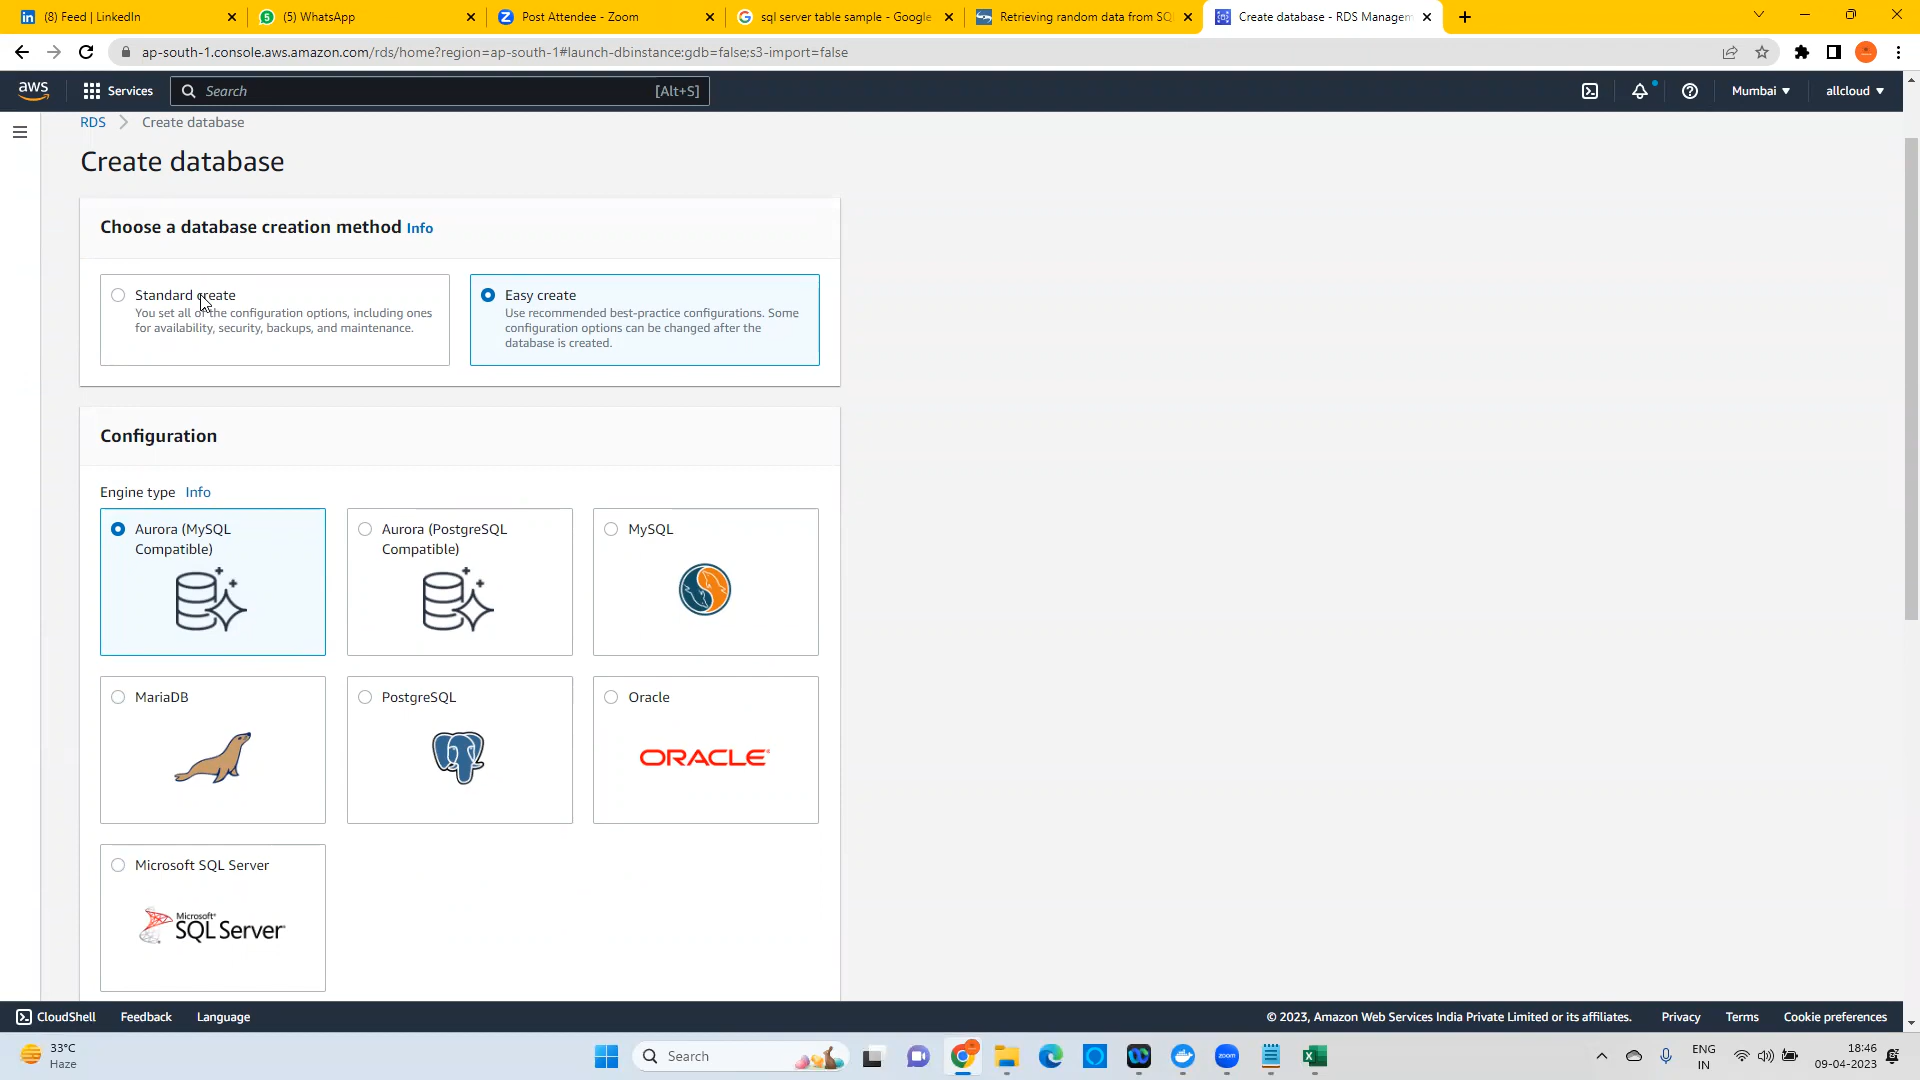 (8) Feed | LinkedIn
(5) WhatsApp
Post Attendee - Zoom
sql server table sample - Google
Retrieving random data from SQ
Create database - RDS Managem
ap-south-1.console.aws.amazon.com/rds/home?region=ap-south-1#launch-dbinstance:gdb=false;s3-import=false
aws
Services
Search
[Alt+S]
Mumbai
allcloud
RDS
Create database
Create database
Choose a database creation method Info
Standard create
You set all of the configuration options, including ones
for availability, security, backups, and maintenance.
Easy create
Use recommended best-practice configurations. Some
configuration options can be changed after the
database is created.
Configuration
Engine type Info
Aurora (MySQL
Compatible)
Aurora (PostgreSQL
Compatible)
MySQL
MariaDB
PostgreSQL
Oracle
ORACLE
Microsoft SQL Server
Microsoft
SQL Server
CloudShell
Feedback
Language
© 2023, Amazon Web Services India Private Limited or its affiliates.
Privacy
Terms
Cookie preferences
33°C
Haze
Search
zoom
ENG
IN
18:46
09-04-2023